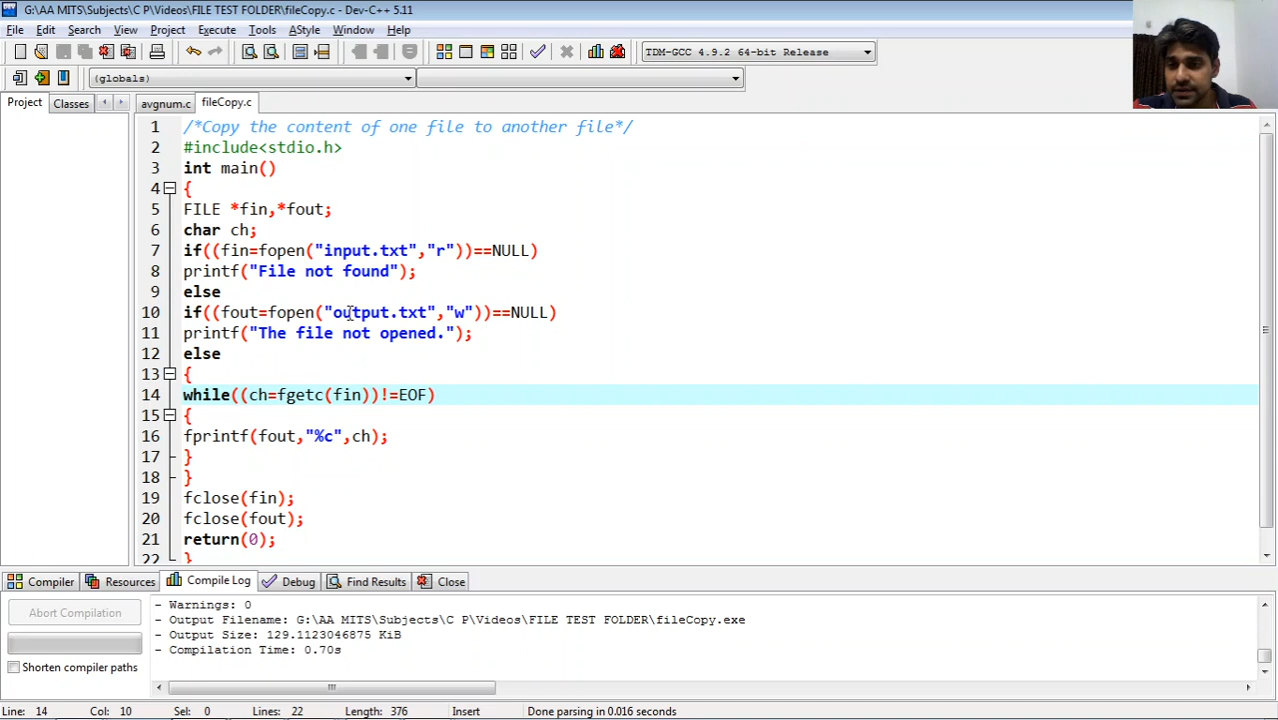 G:\AA MITS\Subjects\C P\Videos\FILE TEST FOLDER\fileCopy.c - Dev-C++ 5.11
File Edit Search View Project Execute Tools AStyle Window Help
TDM-GCC 4.9.2 64-bit Release
(globals)
Project Classes avgnum.c fileCopy.c
1 /*Copy the content of one file to another file*/
2 #include<stdio.h>
3 int main()
4 {
5 FILE *fin,*fout;
6 char ch;
7 if((fin=fopen("input.txt","r"))==NULL)
8 printf("File not found");
9 else
10 if((fout=fopen("output.txt","w"))==NULL)
11 printf("The file not opened.");
12 else
13 {
14 while((ch=fgetc(fin))!=EOF)
15 {
16 fprintf(fout,"%c",ch);
17 }
18 }
19 fclose(fin);
20 fclose(fout);
21 return(0);
22 }
Compiler Resources Compile Log Debug Find Results Close
Abort Compilation
Shorten compiler paths
- Warnings: 0
- Output Filename: G:\AA MITS\Subjects\C P\Videos\FILE TEST FOLDER\fileCopy.exe
- Output Size: 129.1123046875 KiB
- Compilation Time: 0.70s
Line: 14 Col: 10 Sel: 0 Lines: 22 Length: 376 Insert Done parsing in 0.016 seconds